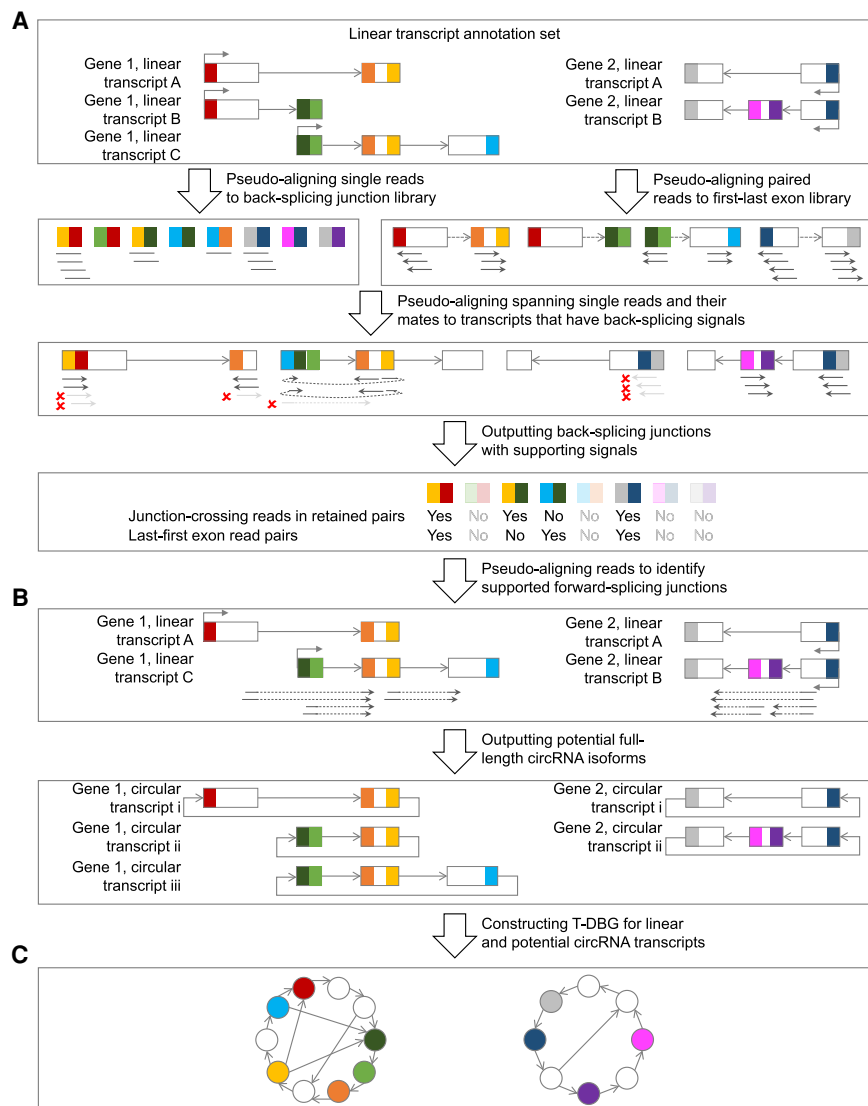 A
Linear transcript annotation set
Gene 1, linear
transcript A
Gene 1, linear
transcript B
Gene 1, linear
transcript C
Gene 2, linear
transcript A
Gene 2, linear
transcript B
Pseudo-aligning single reads
to back-splicing junction library
Pseudo-aligning paired
reads to first-last exon library
Pseudo-aligning spanning single reads and their
mates to transcripts that have back-splicing signals
Outputting back-splicing junctions
with supporting signals
Junction-crossing reads in retained pairs Yes No Yes No No Yes No No
Last-first exon read pairs Yes No No Yes No Yes No No
Pseudo-aligning reads to identify
supported forward-splicing junctions
B
Gene 1, linear
transcript A
Gene 1, linear
transcript C
Gene 2, linear
transcript A
Gene 2, linear
transcript B
Outputting potential full-
length circRNA isoforms
Gene 1, circular
transcript i
Gene 1, circular
transcript ii
Gene 1, circular
transcript iii
Gene 2, circular
transcript i
Gene 2, circular
transcript ii
Constructing T-DBG for linear
and potential circRNA transcripts
C